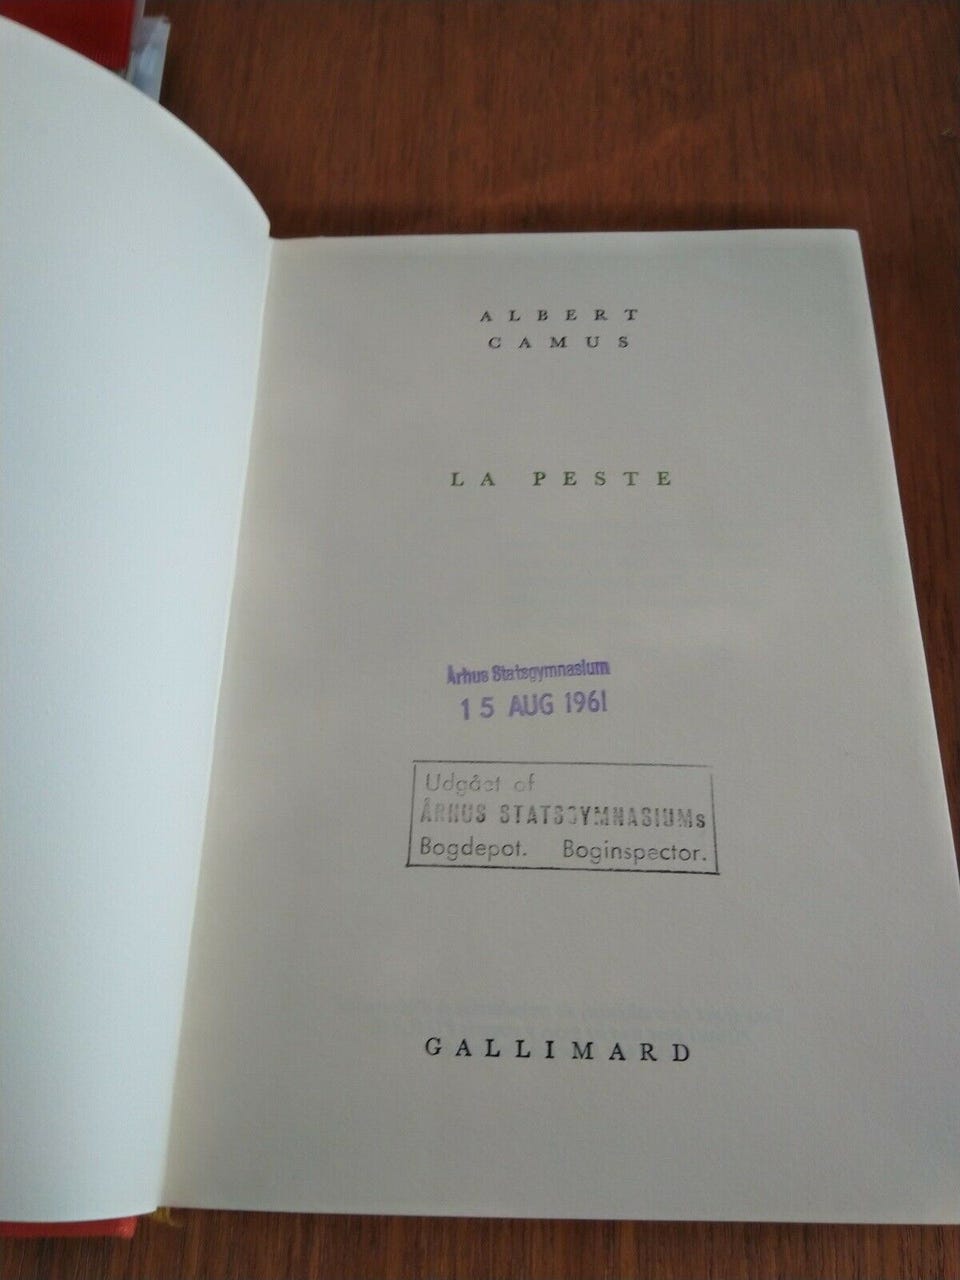 ALBERT
CAMUS
LA PESTE
Århus Statsgymnasium
15 AUG 1961
Udgået af
ÅRHUS STATSGYMNASIUMs
Bogdepot. Boginspector.
GALLIMARD